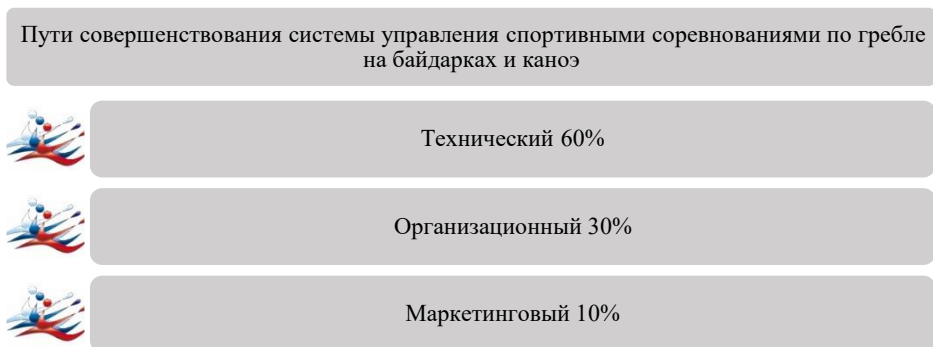 Пути совершенствования системы управления спортивными соревнованиями по гребле
на байдарках и каноэ
Технический 60%
Организационный 30%
Маркетинговый 10%